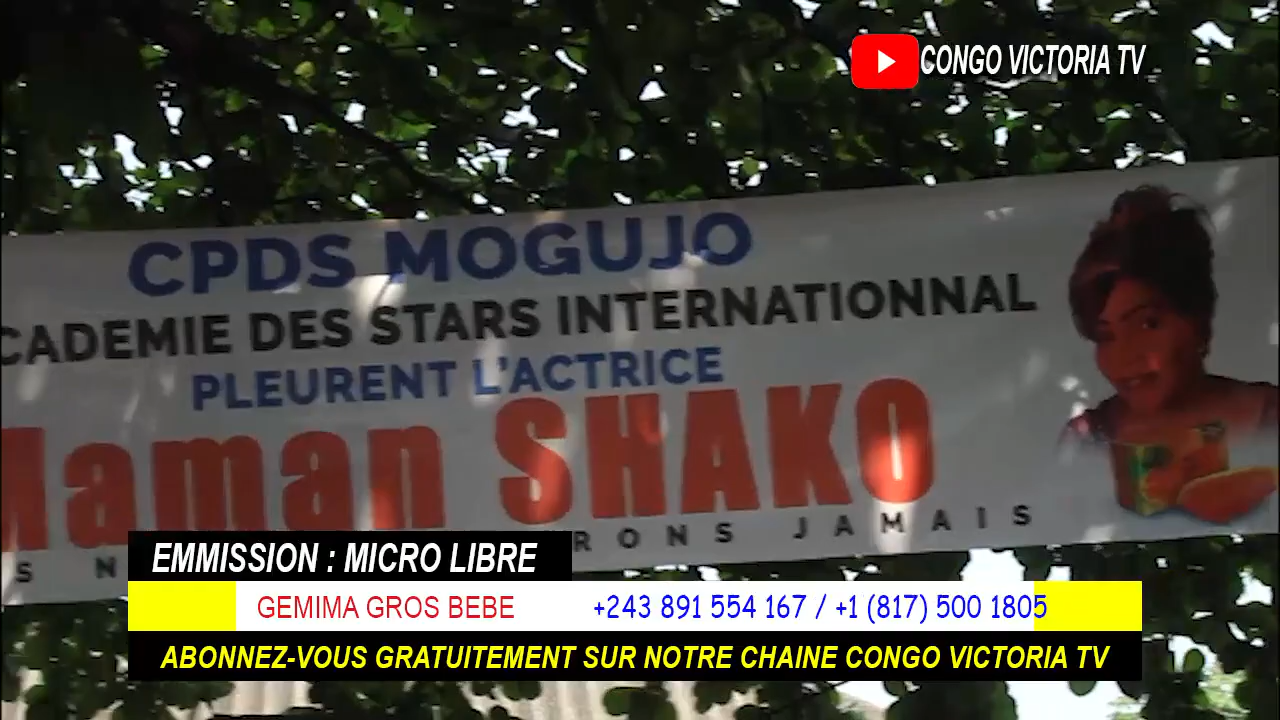 CONGO VICTORIA TV
CPDS MOGUJO
CADEMIE DES STARS INTERNATIONNAL
PLEURENT L'ACTRICE
Maman SHAKO
S N RONS JAMAIS
EMMISSION : MICRO LIBRE
GEMIMA GROS BEBE +243 891 554 167 / +1 (817) 500 1805
ABONNEZ-VOUS GRATUITEMENT SUR NOTRE CHAINE CONGO VICTORIA TV